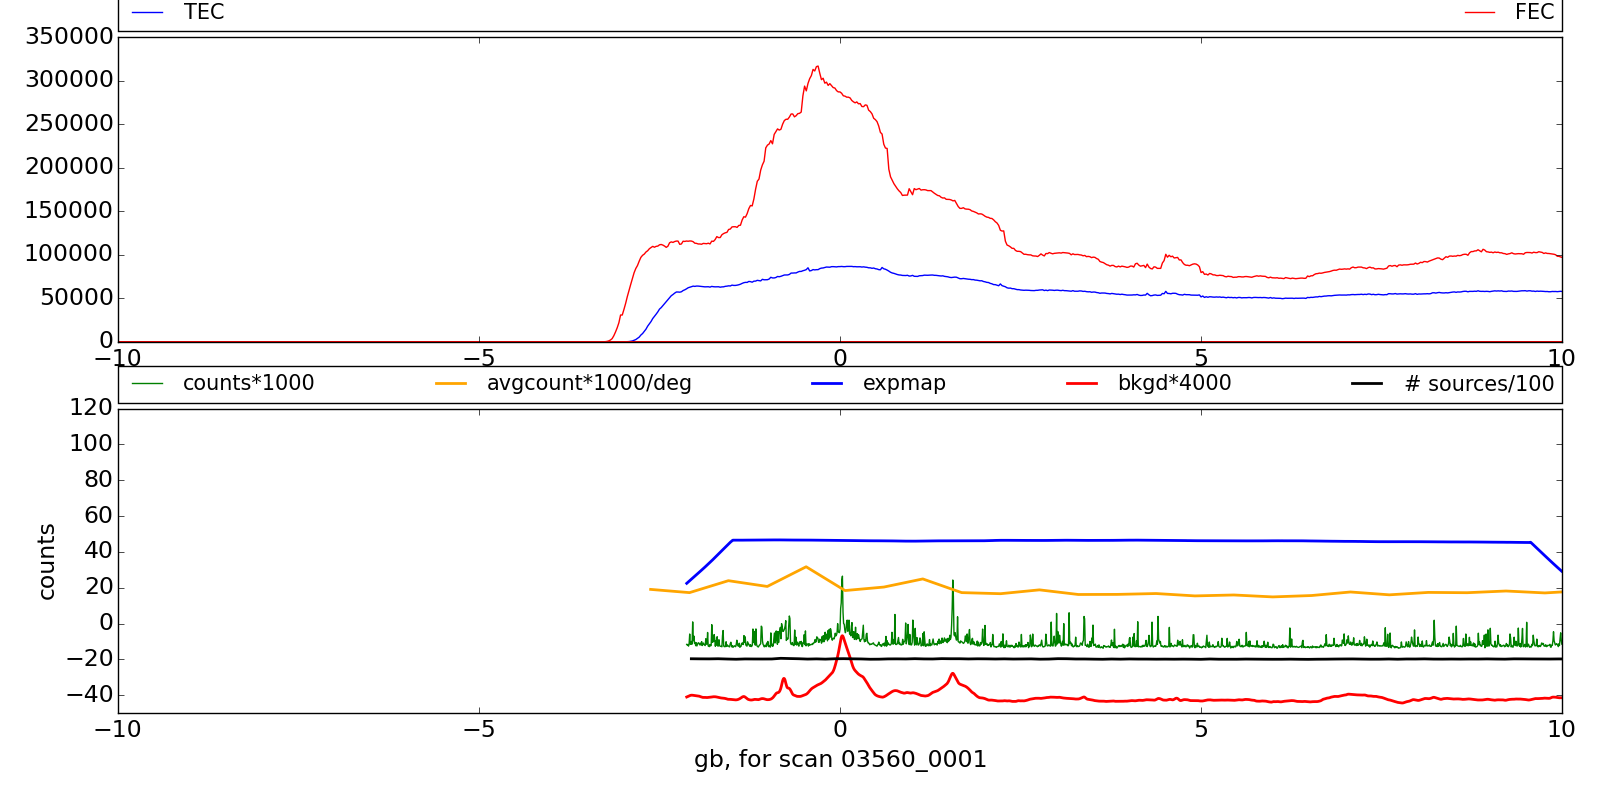 TEC FEC
350000
300000
250000
200000
150000
100000
50000
0
−10 −5 0 5 10
counts*1000 avgcount*1000/deg expmap bkgd*4000 # sources/100
120
100
80
60
40
20
0
−20
−40
counts
−10 −5 0 5 10
gb, for scan 03560_0001